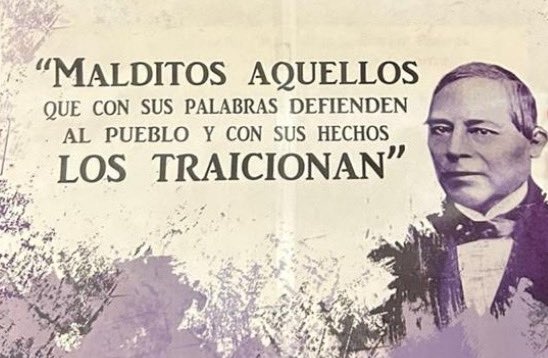 “MALDITOS AQUELLOS
QUE CON SUS PALABRAS DEFIENDEN
AL PUEBLO Y CON SUS HECHOS
LOS TRAICIONAN”